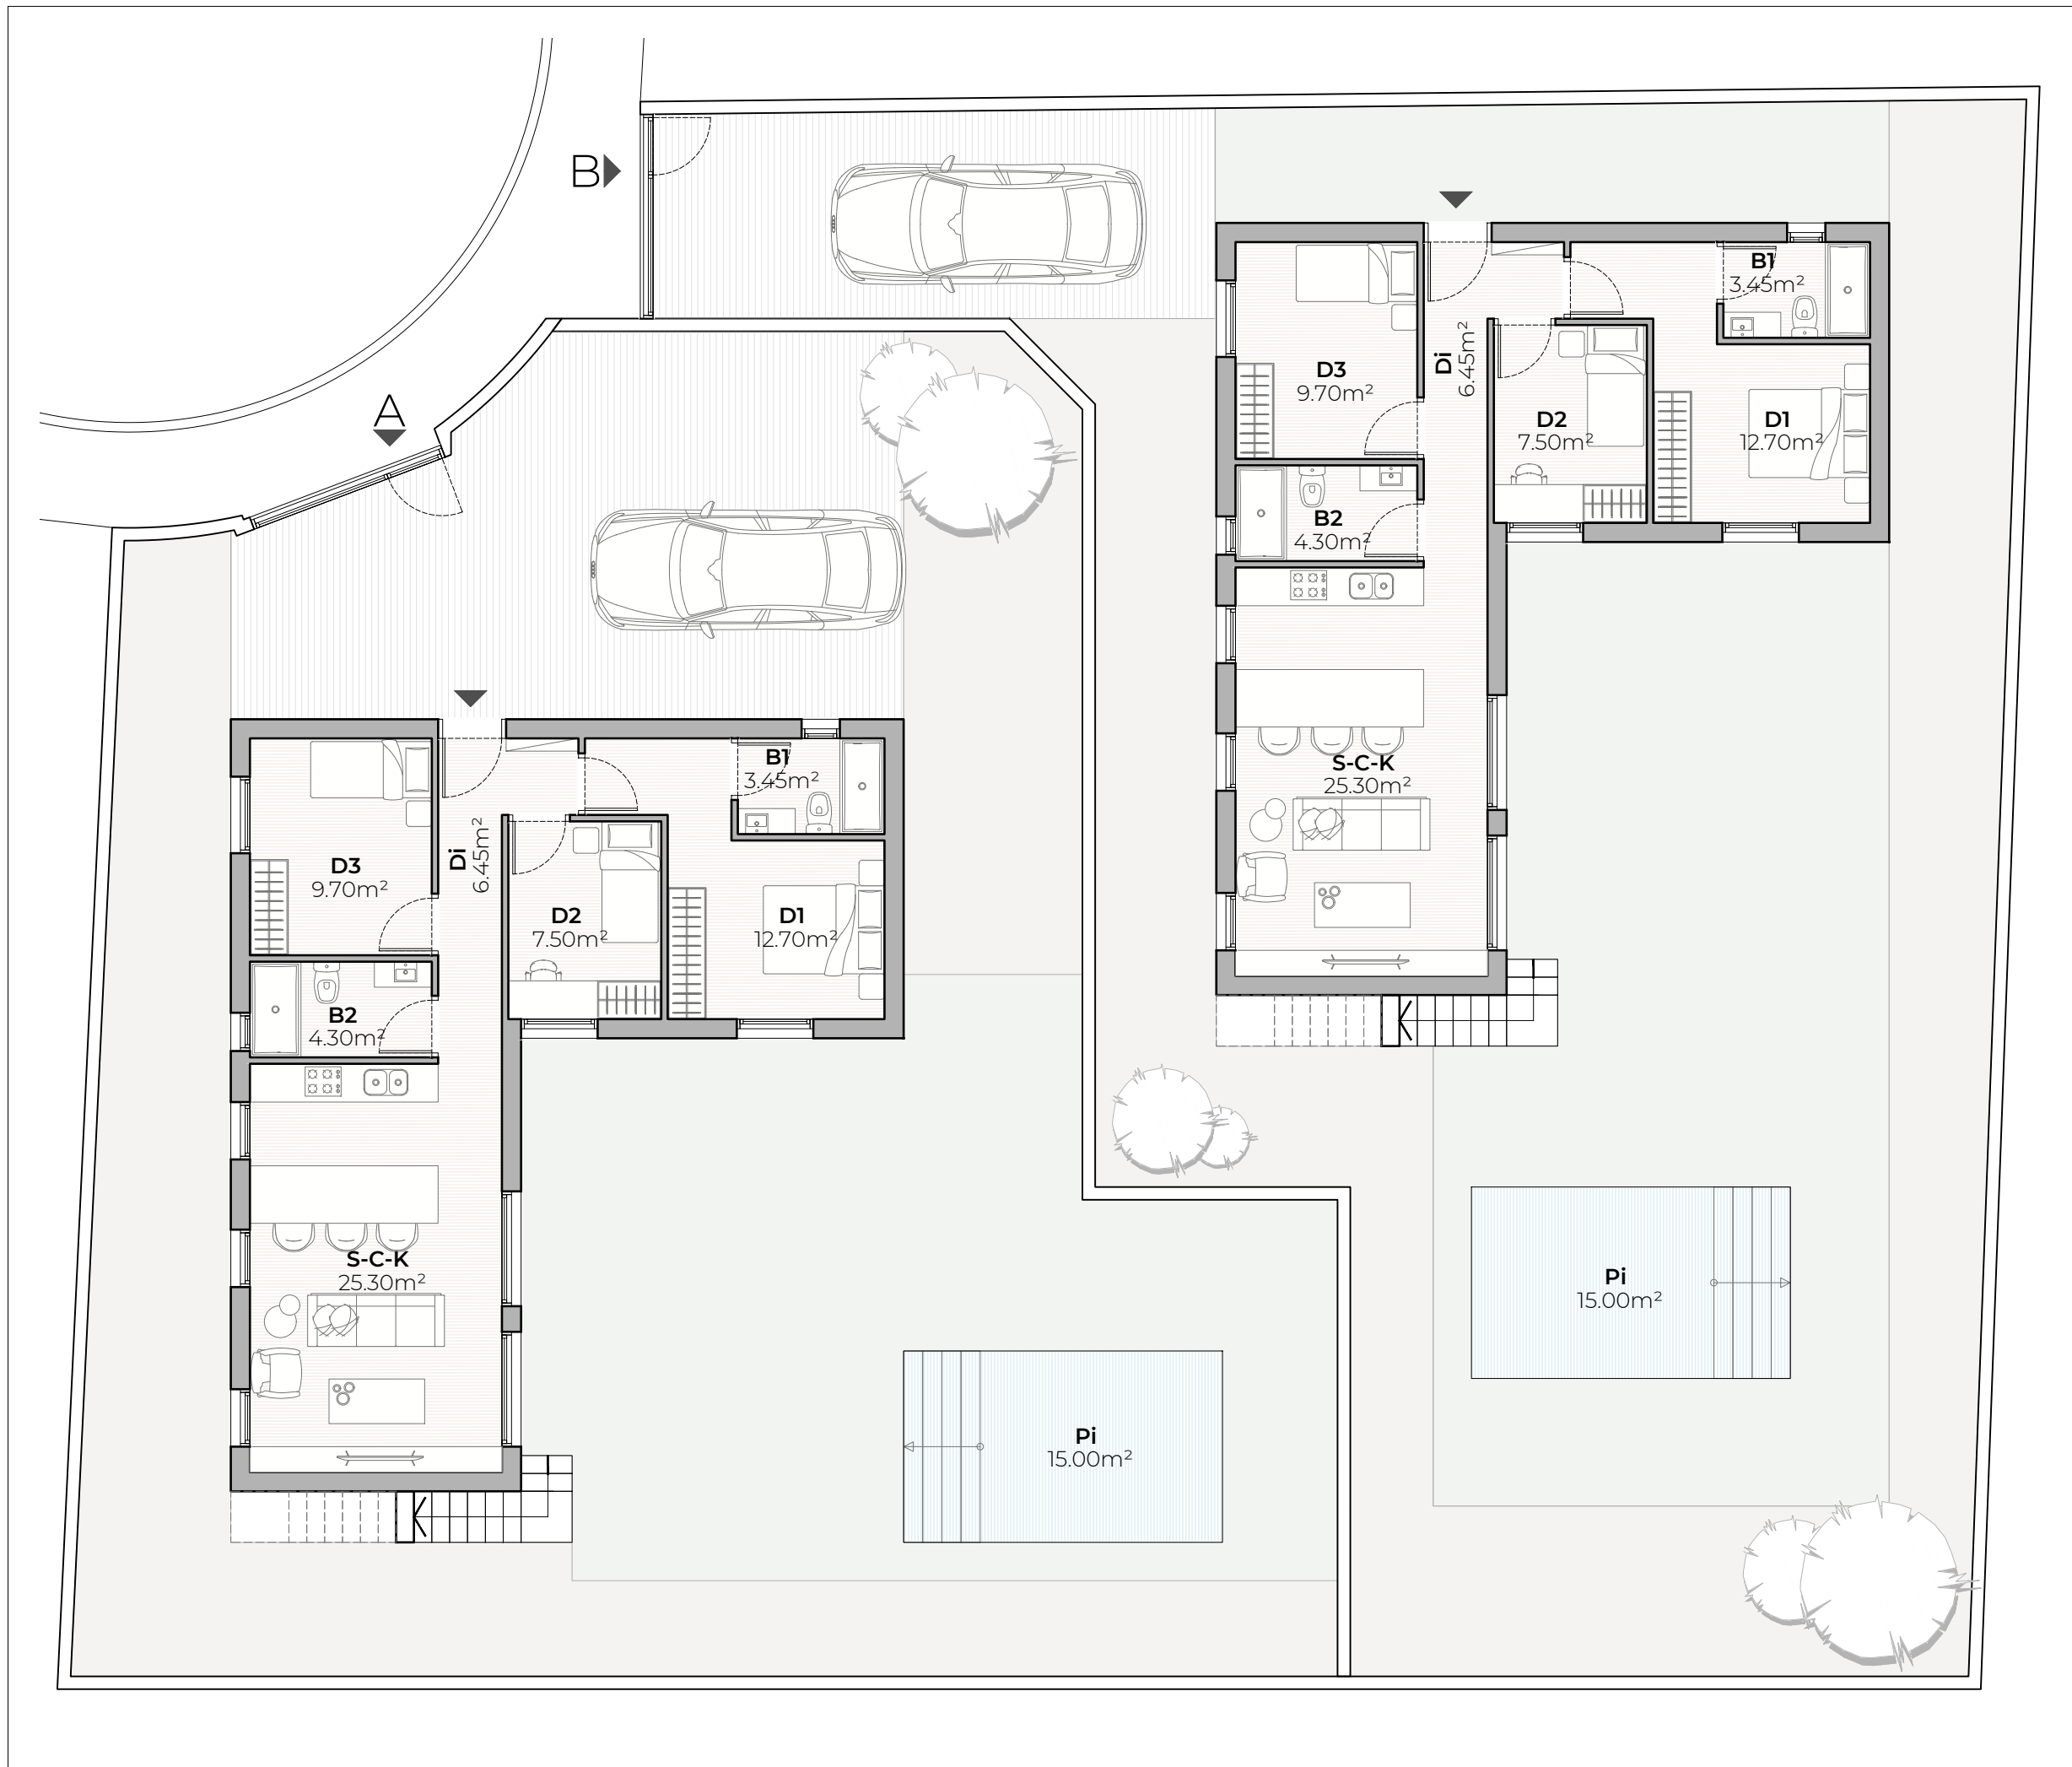 B
A
B1
3.45m²
Di
6.45m²
D3
9.70m²
D2
7.50m²
D1
12.70m²
B2
4.30m²
S-C-K
25.30m²
Pi
15.00m²
B1
3.45m²
Di
6.45m²
D3
9.70m²
D2
7.50m²
D1
12.70m²
B2
4.30m²
S-C-K
25.30m²
Pi
15.00m²